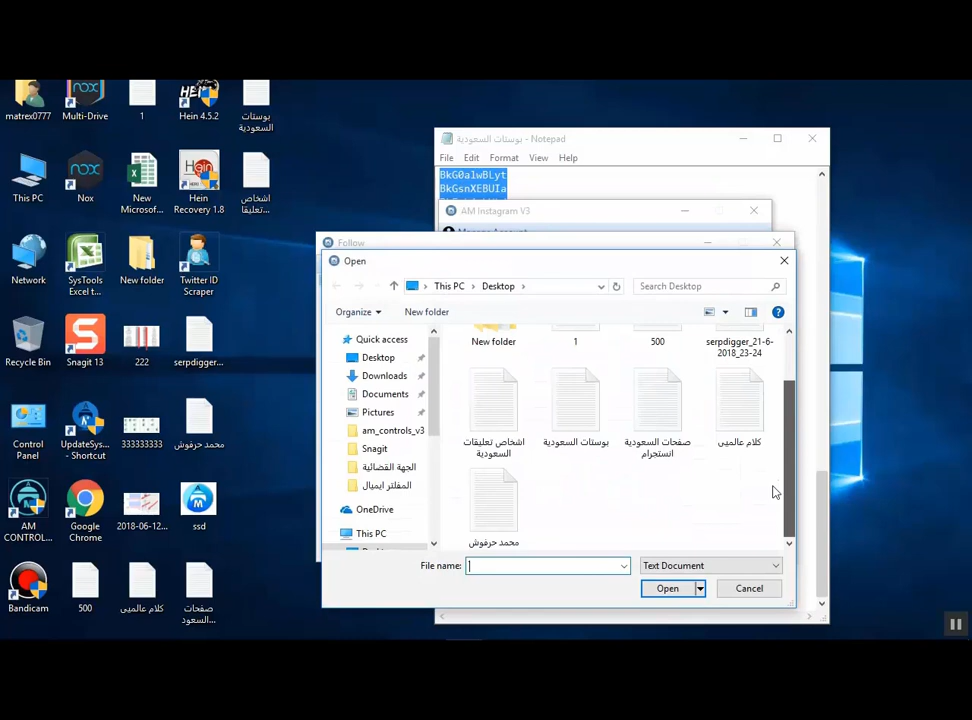 matrex0777
Multi-Drive
1
Hein 4.5.2
بوستات
السعودية
This PC
Nox
New
Microsof...
Hein
Recovery 1.8
اشخاص
تعليقا...
Network
SysTools
Excel t...
New folder
Twitter ID
Scraper
Recycle Bin
Snagit 13
222
serpdigger...
Control
Panel
UpdateSys...
- Shortcut
333333333
محمد حرفوش
AM
CONTROL...
Google
Chrome
2018-06-12...
ssd
Bandicam
500
كلام عالميى
صفحات
السعود...
بوستات السعودية - Notepad
File Edit Format View Help
BkG0a1wBLyt
BkGsnXEBUIa
AM Instagram V3
Follow
Open
This PC
Desktop
Search Desktop
Organize
New folder
Quick access
Desktop
Downloads
Documents
Pictures
am_controls_v3
Snagit
الجهة القضائية
المفلتر ايميال
OneDrive
This PC
New folder
1
500
serpdigger_21-6-
2018_23-24
اشخاص تعليقات
السعودية
بوستات السعودية
صفحات السعودية
انستجرام
كلام عالميى
محمد حرفوش
File name:
Text Document
Open
Cancel